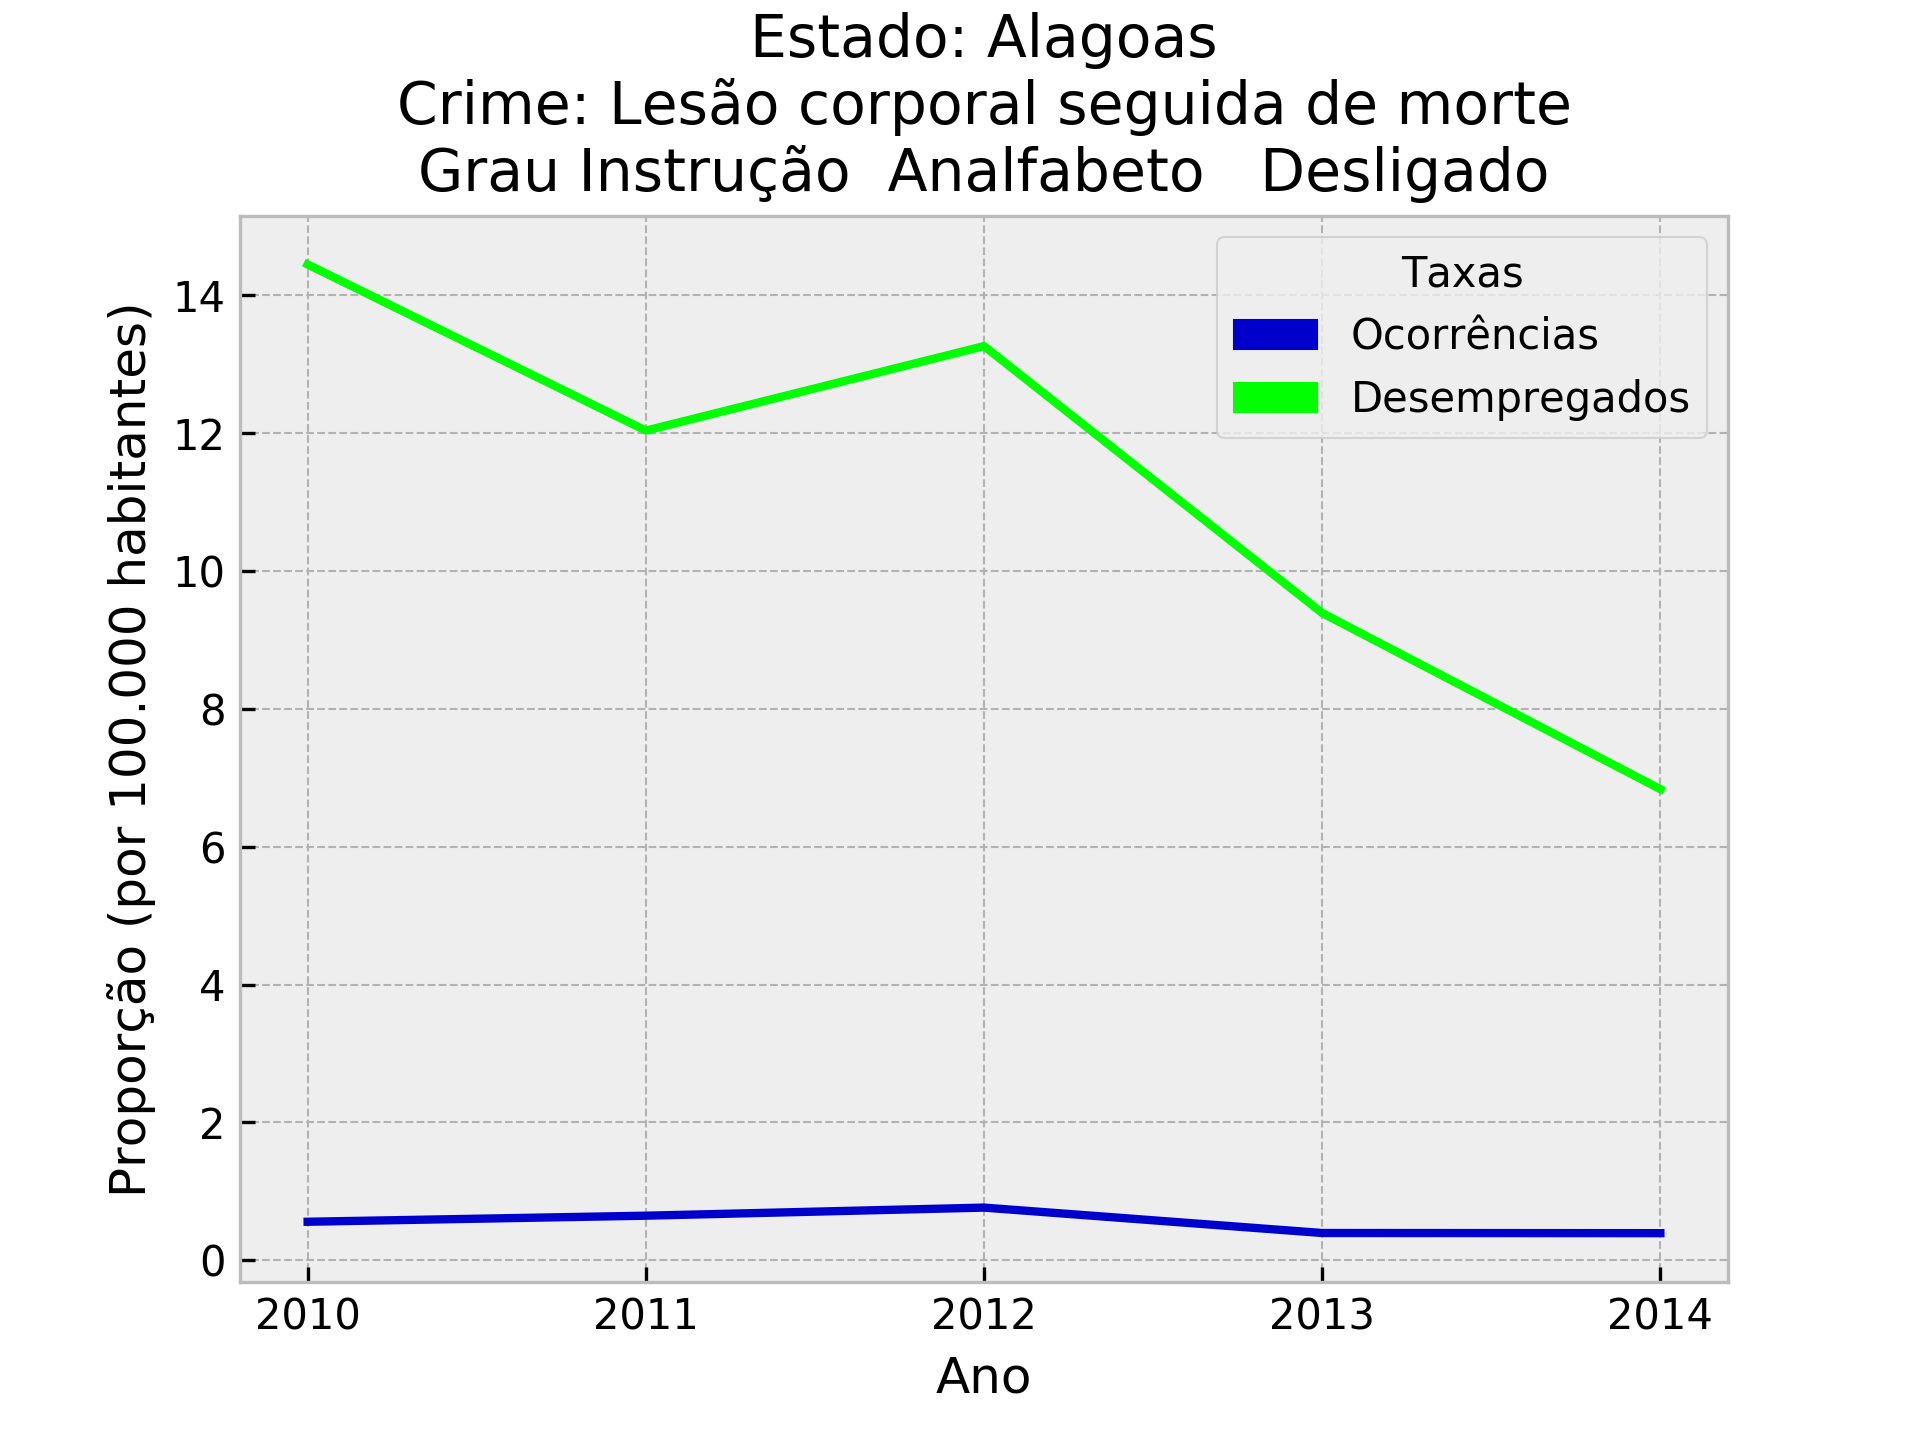 Estado: Alagoas
Crime: Lesão corporal seguida de morte
Grau Instrução  Analfabeto   Desligado
Taxas
Ocorrências
Desempregados
Proporção (por 100.000 habitantes)
14
12
10
8
6
4
2
0
2010 2011 2012 2013 2014
Ano